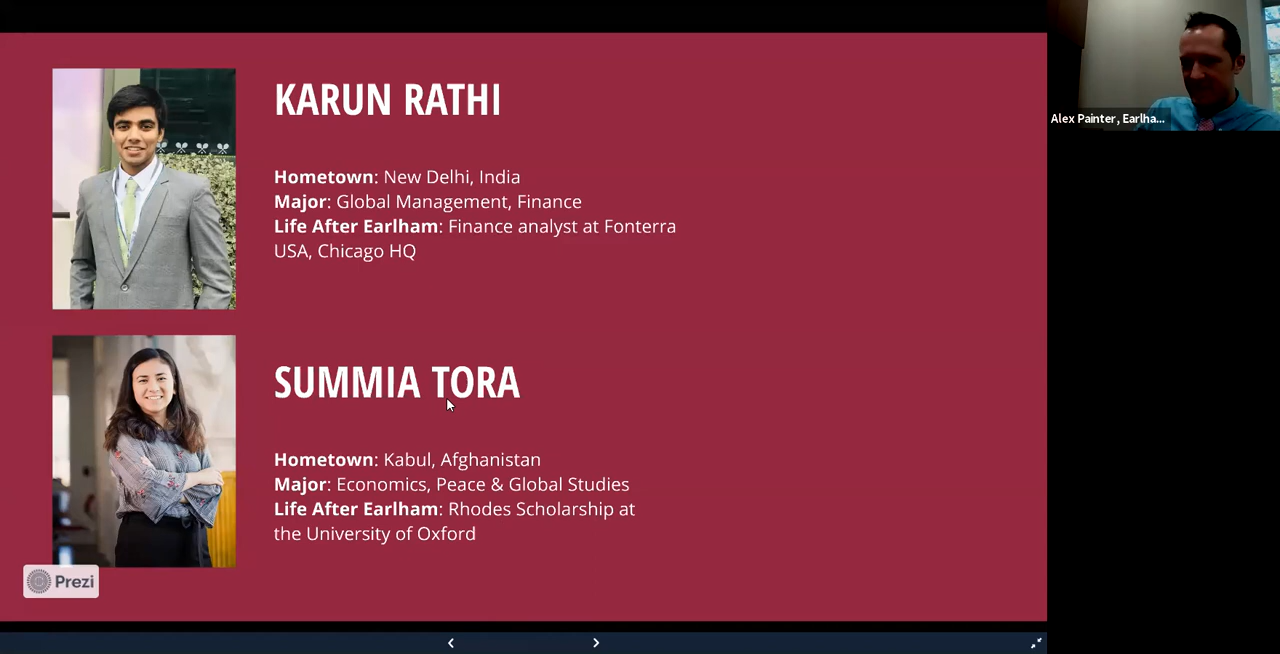 KARUN RATHI
Hometown: New Delhi, India
Major: Global Management, Finance
Life After Earlham: Finance analyst at Fonterra
USA, Chicago HQ
SUMMIA TORA
Hometown: Kabul, Afghanistan
Major: Economics, Peace & Global Studies
Life After Earlham: Rhodes Scholarship at
the University of Oxford
Prezi
Alex Painter, Earlha...